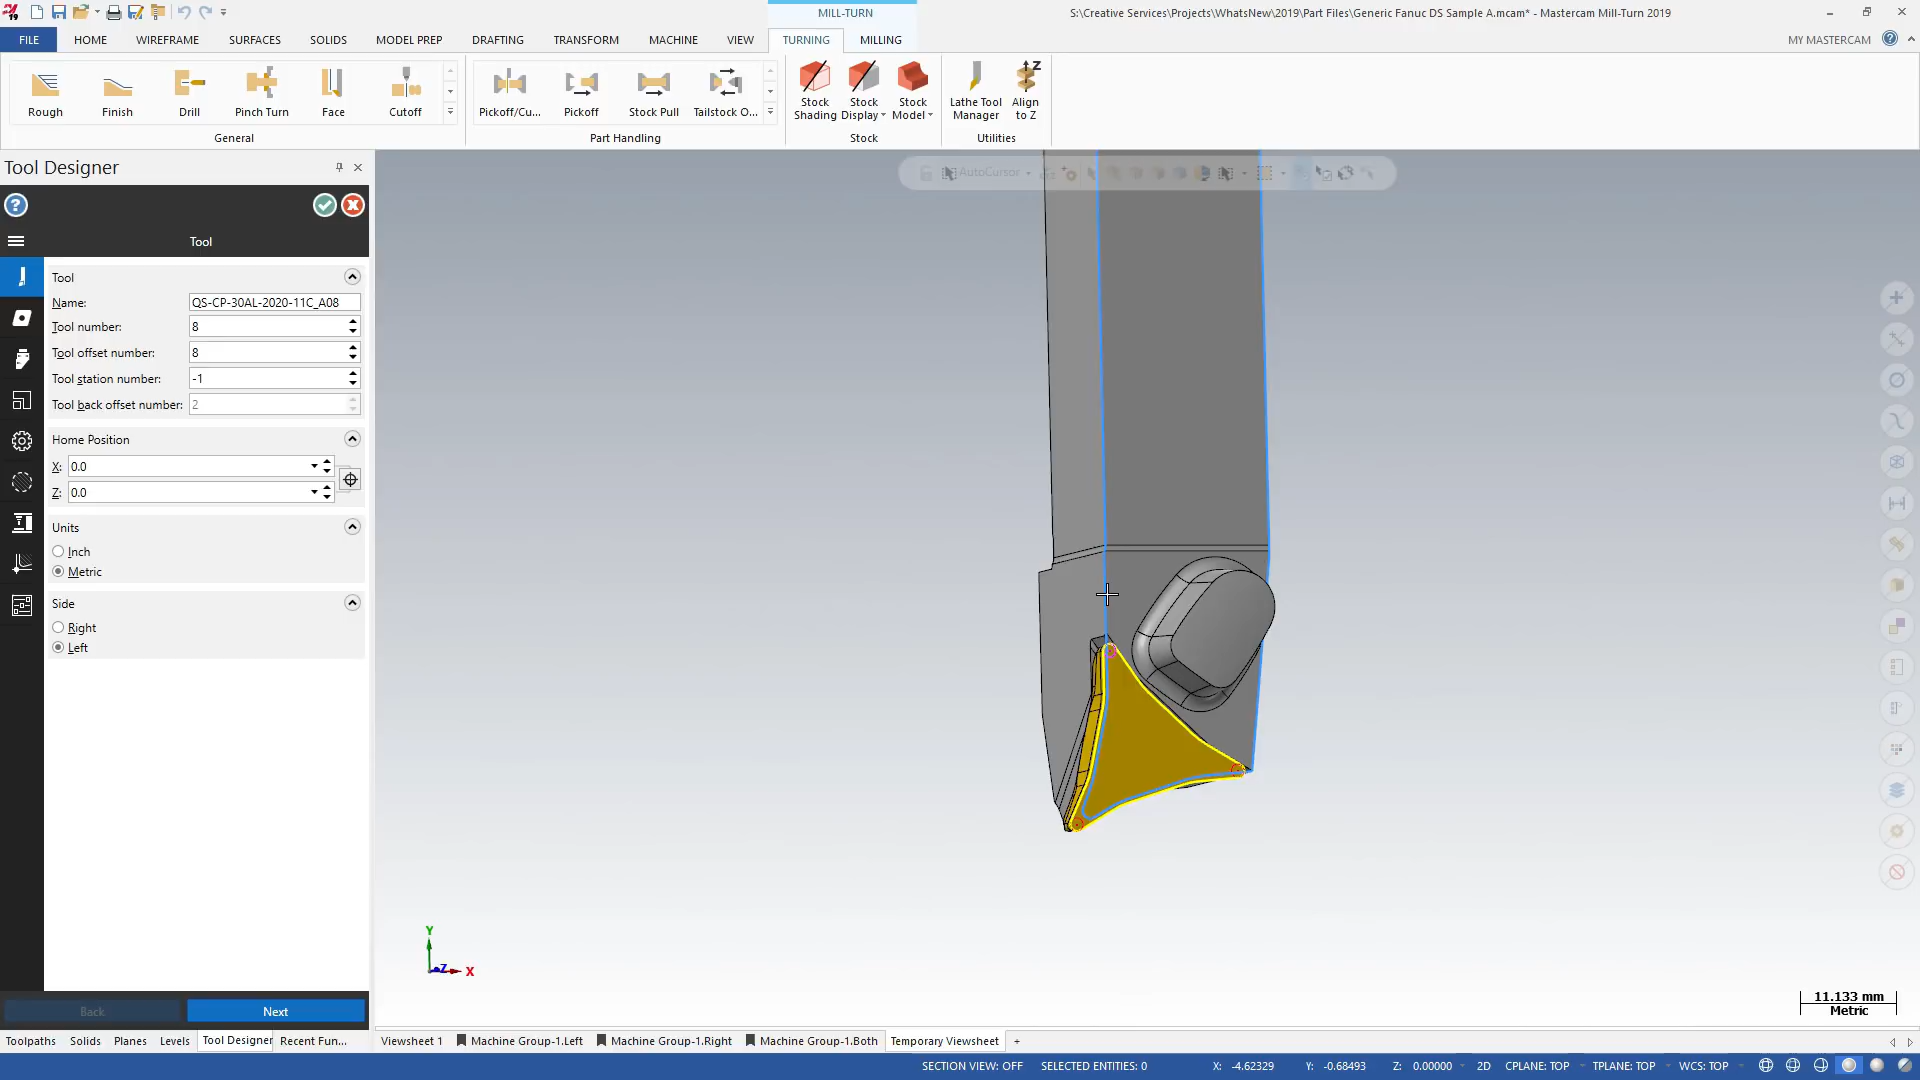 MILL-TURN
S:\Creative Services\Projects\WhatsNew\2019\Part Files\Generic Fanuc DS Sample A.mcam* - Mastercam Mill-Turn 2019
FILE HOME WIREFRAME SURFACES SOLIDS MODEL PREP DRAFTING TRANSFORM MACHINE VIEW TURNING MILLING MY MASTERCAM
Rough Finish Drill Pinch Turn Face Cutoff
General
Pickoff/Cu... Pickoff Stock Pull Tailstock O...
Part Handling
Stock Shading Stock Display Stock Model
Stock
Lathe Tool Manager Align to Z
Utilities
Tool Designer
AutoCursor
Tool
Tool
Name: QS-CP-30AL-2020-11C_A08
Tool number: 8
Tool offset number: 8
Tool station number: -1
Tool back offset number: 2
Home Position
X: 0.0
Z: 0.0
Units
Inch
Metric
Side
Right
Left
Y
Z X
11.133 mm
Metric
Back Next
Toolpaths Solids Planes Levels Tool Designer Recent Fun...
Viewsheet 1 Machine Group-1.Left Machine Group-1.Right Machine Group-1.Both Temporary Viewsheet +
SECTION VIEW: OFF SELECTED ENTITIES: 0 X: -4.62329 Y: -0.68493 Z: 0.00000 2D CPLANE: TOP TPLANE: TOP WCS: TOP